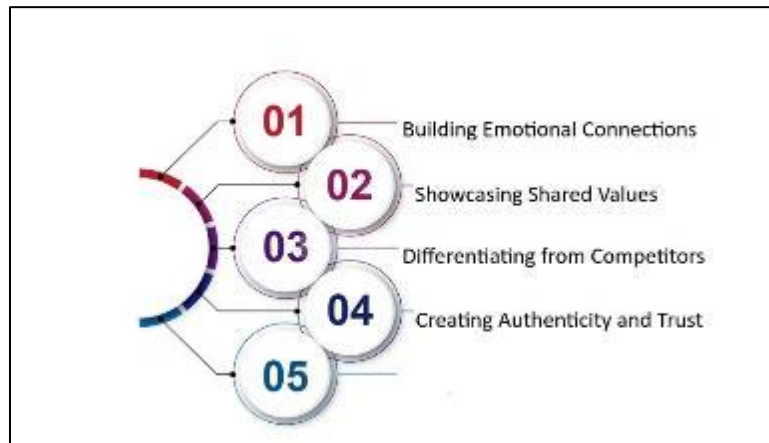 01
Building Emotional Connections
02
Showcasing Shared Values
03
Differentiating from Competitors
04
Creating Authenticity and Trust
05